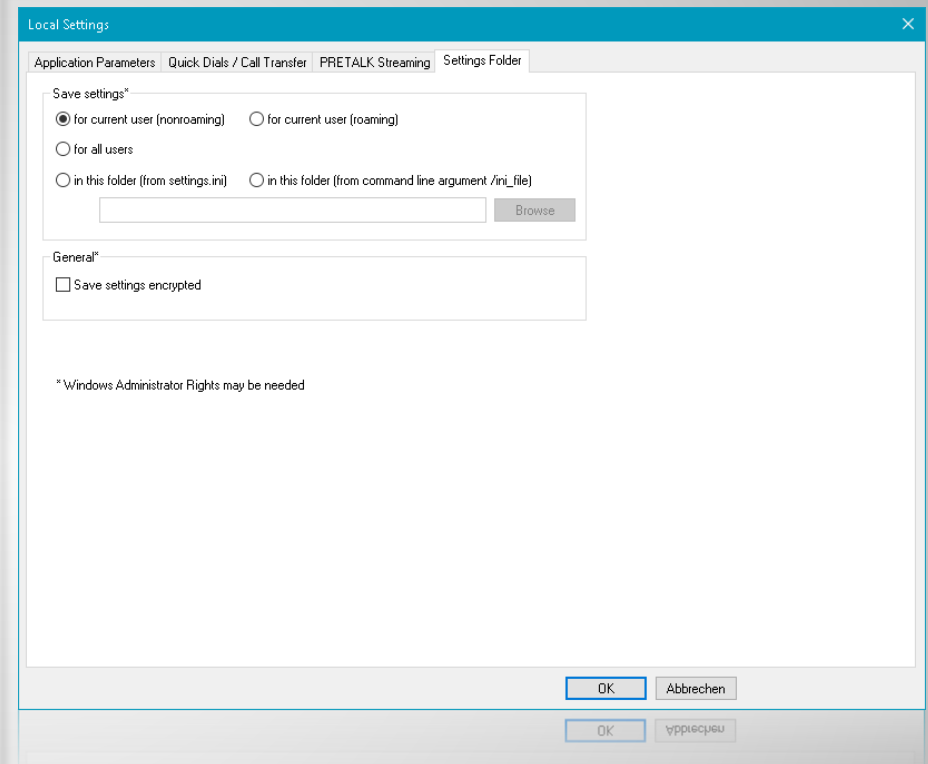 Local Settings
Application Parameters Quick Dials / Call Transfer PRETALK Streaming Settings Folder
Save settings*
for current user (nonroaming) for current user (roaming)
for all users
in this folder (from settings.ini) in this folder (from command line argument /ini_file)
Browse
General*
Save settings encrypted
* Windows Administrator Rights may be needed
OK Abbrechen
OK Abbrechen